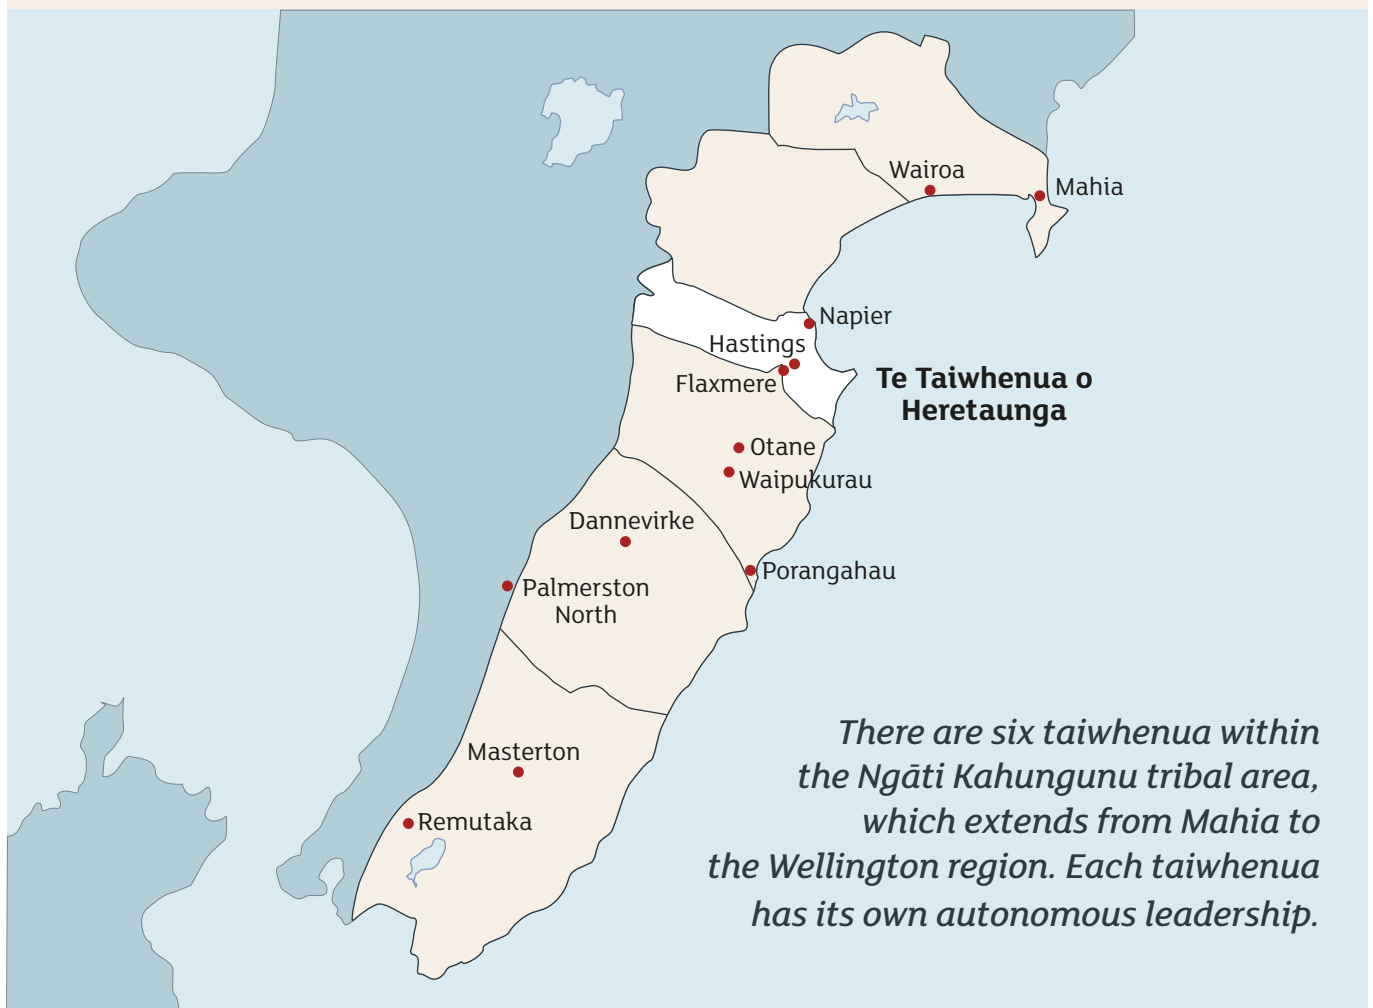 Wairoa
Mahia
Napier
Hastings
Flaxmere
Te Taiwhenua o
Heretaunga
Otane
Waipukurau
Dannevirke
Porangahau
Palmerston
North
Masterton
Remutaka
There are six taiwhenua within
the Ngāti Kahungunu tribal area,
which extends from Mahia to
the Wellington region. Each taiwhenua
has its own autonomous leadership.